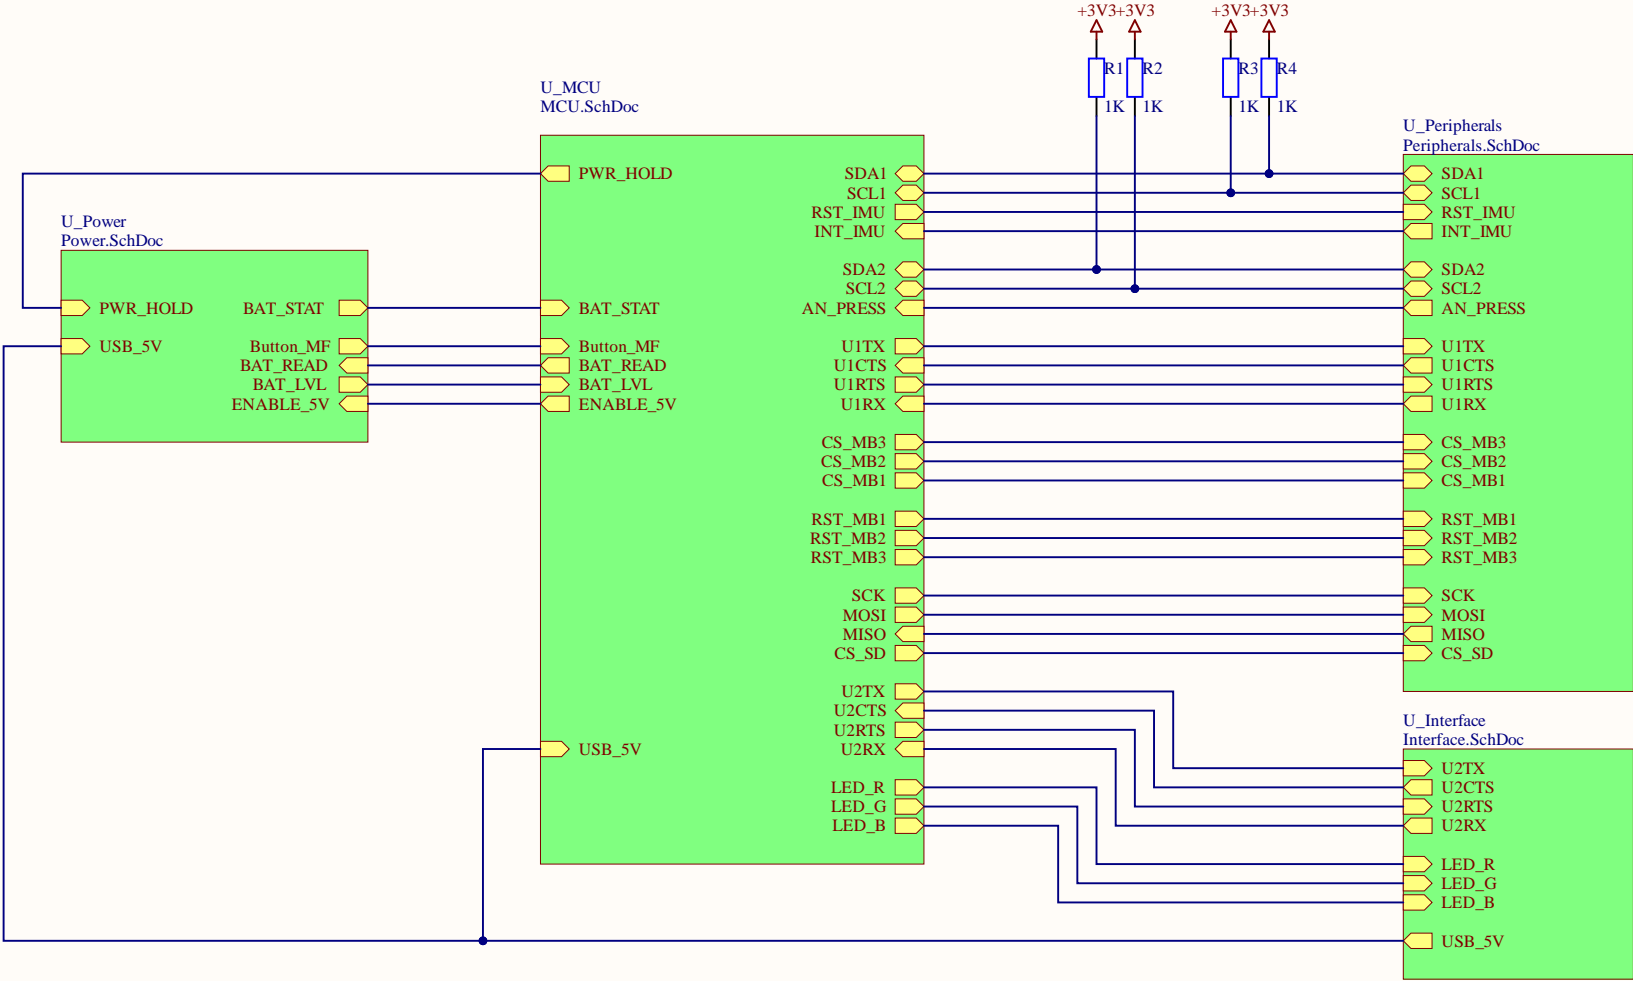 +3V3 +3V3 +3V3 +3V3
R1 R2 R3 R4
1K 1K 1K 1K
U_MCU
MCU.SchDoc
PWR_HOLD
BAT_STAT
Button_MF
BAT_READ
BAT_LVL
ENABLE_5V
USB_5V
SDA1
SCL1
RST_IMU
INT_IMU
SDA2
SCL2
AN_PRESS
U1TX
U1CTS
U1RTS
U1RX
CS_MB3
CS_MB2
CS_MB1
RST_MB1
RST_MB2
RST_MB3
SCK
MOSI
MISO
CS_SD
U2TX
U2CTS
U2RTS
U2RX
LED_R
LED_G
LED_B
U_Power
Power.SchDoc
PWR_HOLD
USB_5V
BAT_STAT
Button_MF
BAT_READ
BAT_LVL
ENABLE_5V
U_Peripherals
Peripherals.SchDoc
SDA1
SCL1
RST_IMU
INT_IMU
SDA2
SCL2
AN_PRESS
U1TX
U1CTS
U1RTS
U1RX
CS_MB3
CS_MB2
CS_MB1
RST_MB1
RST_MB2
RST_MB3
SCK
MOSI
MISO
CS_SD
U_Interface
Interface.SchDoc
U2TX
U2CTS
U2RTS
U2RX
LED_R
LED_G
LED_B
USB_5V